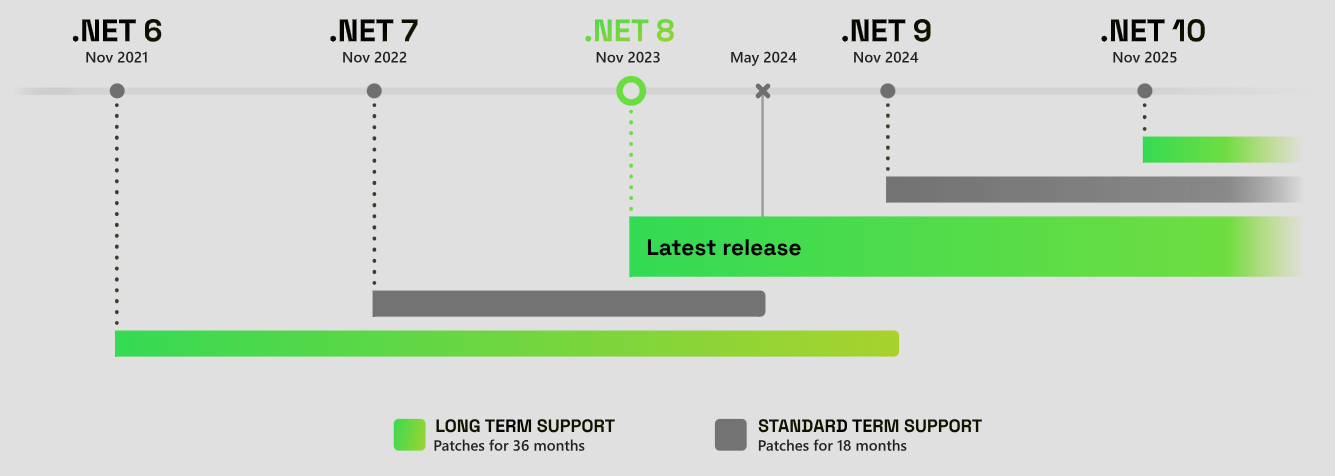 .NET 6
Nov 2021
.NET 7
Nov 2022
.NET 8
Nov 2023
May 2024
.NET 9
Nov 2024
.NET 10
Nov 2025
Latest release
LONG TERM SUPPORT
Patches for 36 months
STANDARD TERM SUPPORT
Patches for 18 months